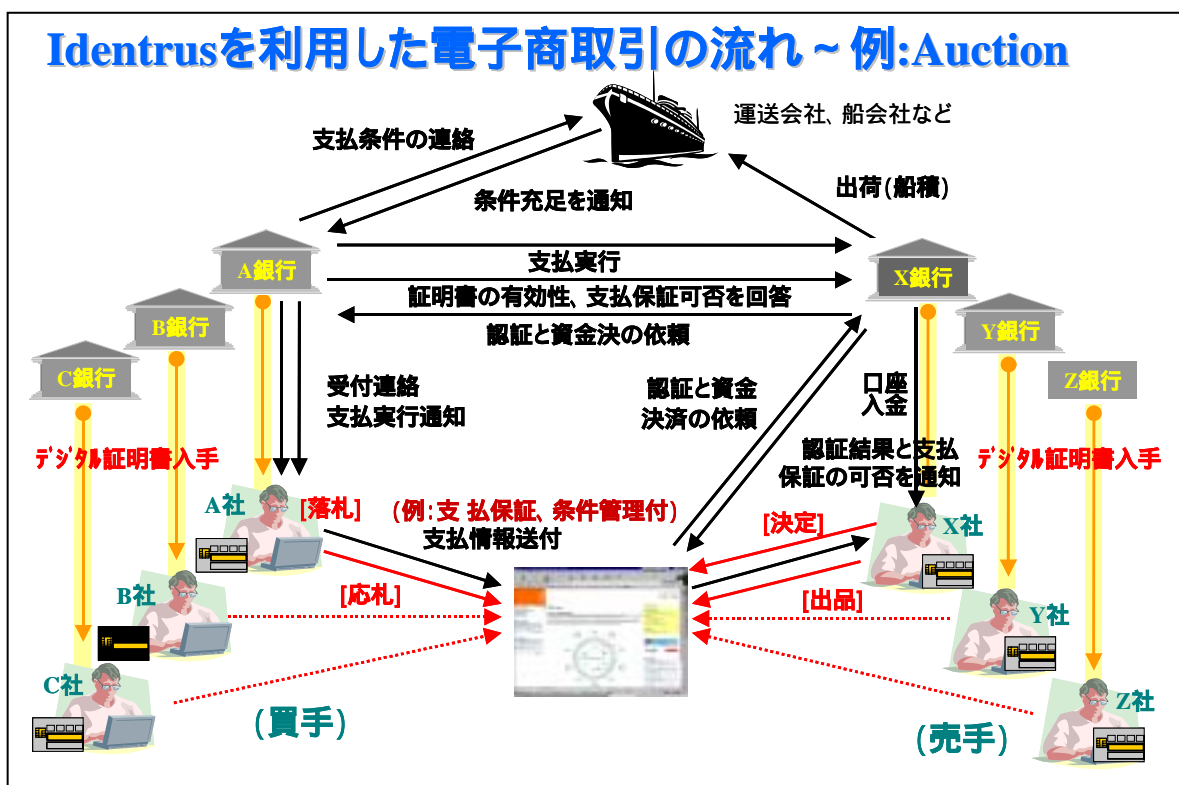 Identrusを利用した電子商取引の流れ~例:Auction
運送会社、船会社など
支払条件の連絡
出荷(船積)
条件充足を通知
A銀行
支払実行
X銀行
証明書の有効性、支払保証可否を回答
B銀行
認証と資金決の依頼
Y銀行
C銀行
Z銀行
受付連絡
支払実行通知
認証と資金
決済の依頼
口座
入金
デジタル証明書入手
認証結果と支払
保証の可否を通知
デジタル証明書入手
A社
[落札]
(例:支 払保証、条件管理付)
支払情報送付
[決定]
X社
B社
[応札]
[出品]
Y社
C社
Z社
(買手)
(売手)